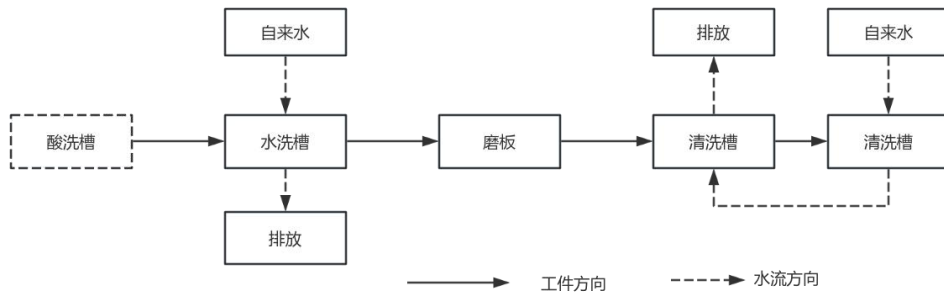 自来水
排放
自来水
酸洗槽
水洗槽
磨板
清洗槽
清洗槽
排放
工件方向
水流方向